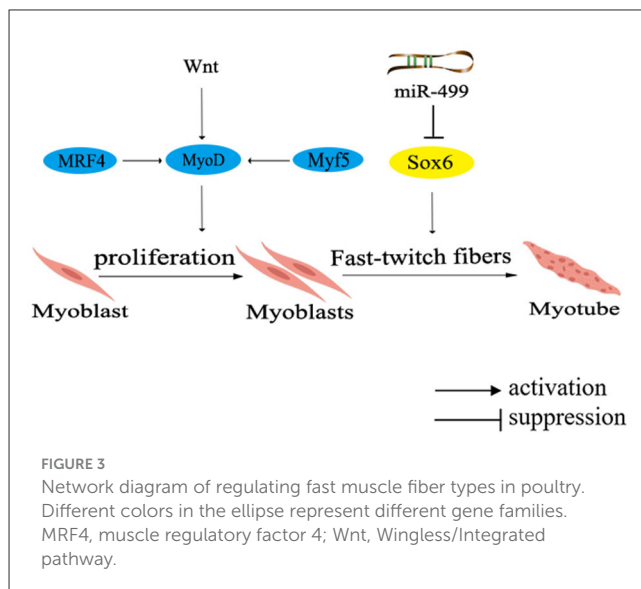 Wnt
miR-499
MRF4
MyoD
Myf5
Sox6
proliferation
Fast-twitch fibers
Myoblast
Myoblasts
Myotube
activation
suppression
FIGURE 3
Network diagram of regulating fast muscle fiber types in poultry.
Different colors in the ellipse represent different gene families.
MRF4, muscle regulatory factor 4; Wnt, Wingless/Integrated
pathway.